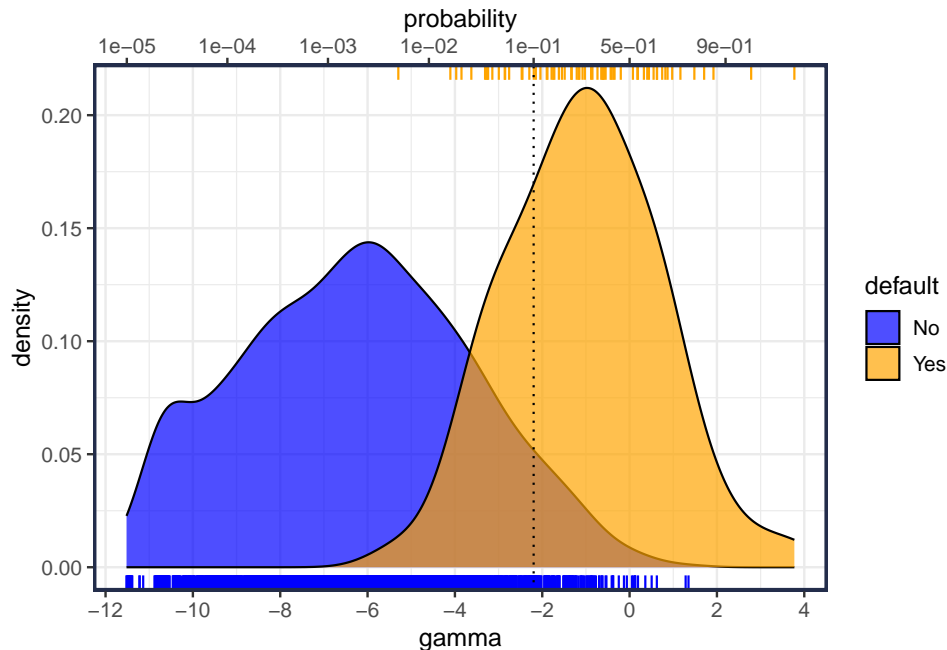 probability
1e−05 1e−04 1e−03 1e−02 1e−01 5e−01 9e−01
0.20
0.15
0.10
0.05
0.00
density
−12 −10 −8 −6 −4 −2 0 2 4
gamma
default
No
Yes